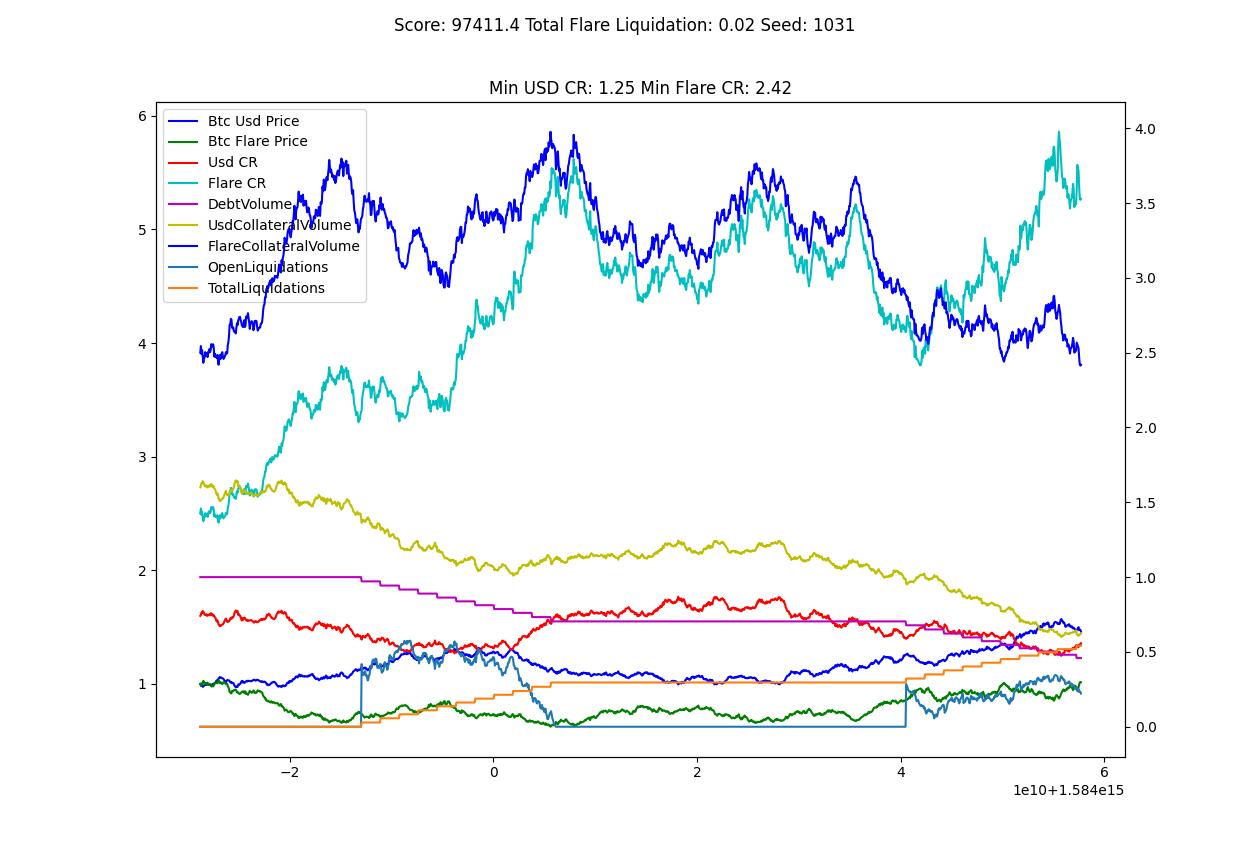 Score: 97411.4 Total Flare Liquidation: 0.02 Seed: 1031
Min USD CR: 1.25 Min Flare CR: 2.42
Btc Usd Price
Btc Flare Price
Usd CR
Flare CR
DebtVolume
UsdCollateralVolume
FlareCollateralVolume
OpenLiquidations
TotalLiquidations
6
5
4
3
2
1
4.0
3.5
3.0
2.5
2.0
1.5
1.0
0.5
0.0
−2
0
2
4
6
1e10+1.584e15